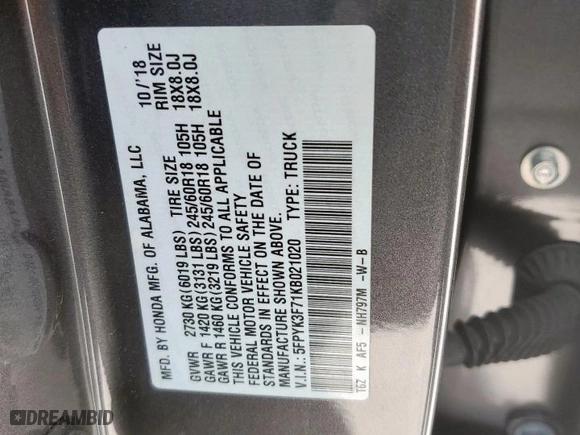 MFD. BY HONDA MFG. OF ALABAMA, LLC 10/'18
TIRE SIZE RIM SIZE
GVWR 2730 KG (6019 LBS)
GAWR F 1420 KG (3131 LBS) 245/60R18 105H 18X8.0J
GAWR R 1460 KG (3219 LBS) 245/60R18 105H 18X8.0J
THIS VEHICLE CONFORMS TO ALL APPLICABLE
FEDERAL MOTOR VEHICLE SAFETY
STANDARDS IN EFFECT ON THE DATE OF
MANUFACTURE SHOWN ABOVE.
V.I.N.: 5FPYK3F71KB021020 TYPE: TRUCK
TGZ K AF5 - NH797M -W-B
DREAMBID